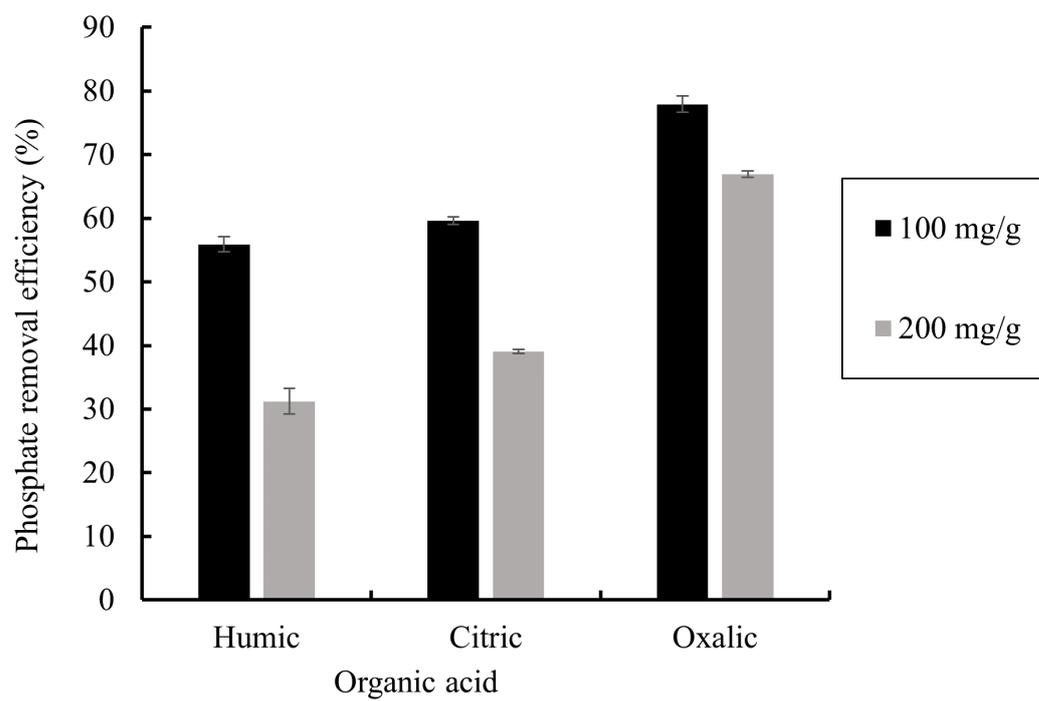 Phosphate removal efficiency (%)
90
80
70
60
50
40
30
20
10
0
Humic Citric Oxalic
Organic acid
100 mg/g
200 mg/g